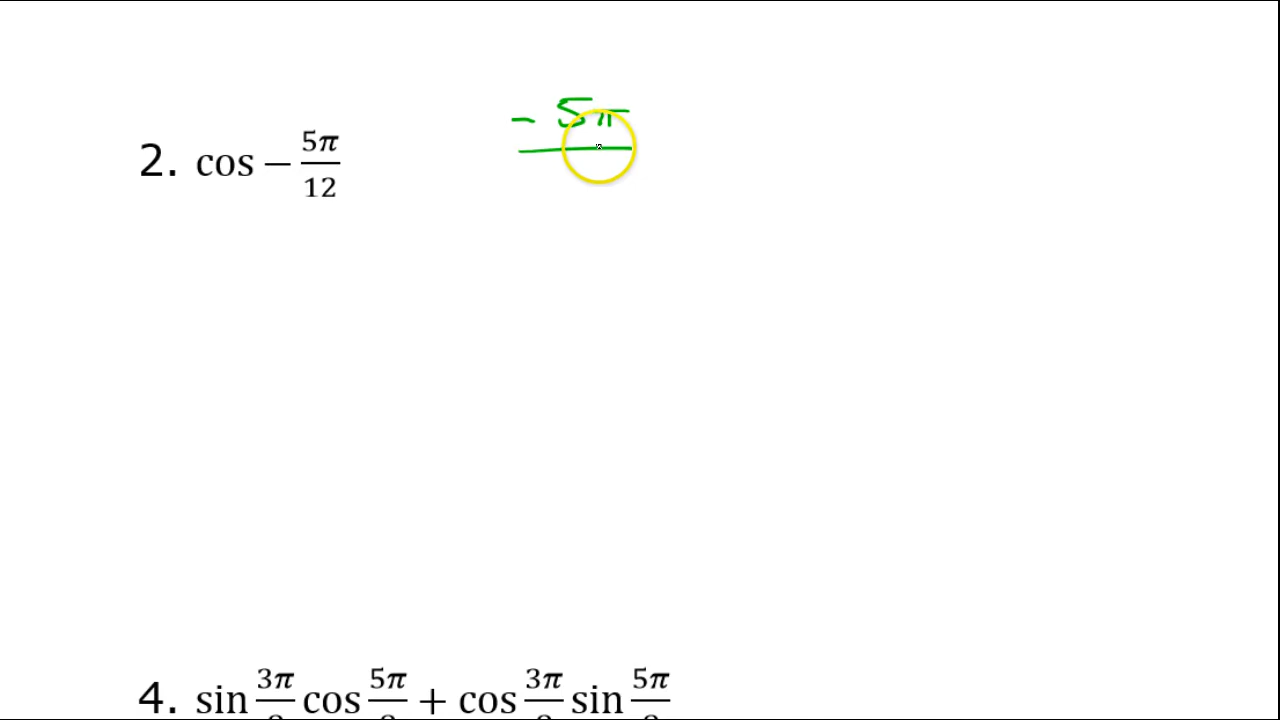 − 5π
2. cos − 5π/12
4. sin 3π/ cos 5π/ + cos 3π/ sin 5π/